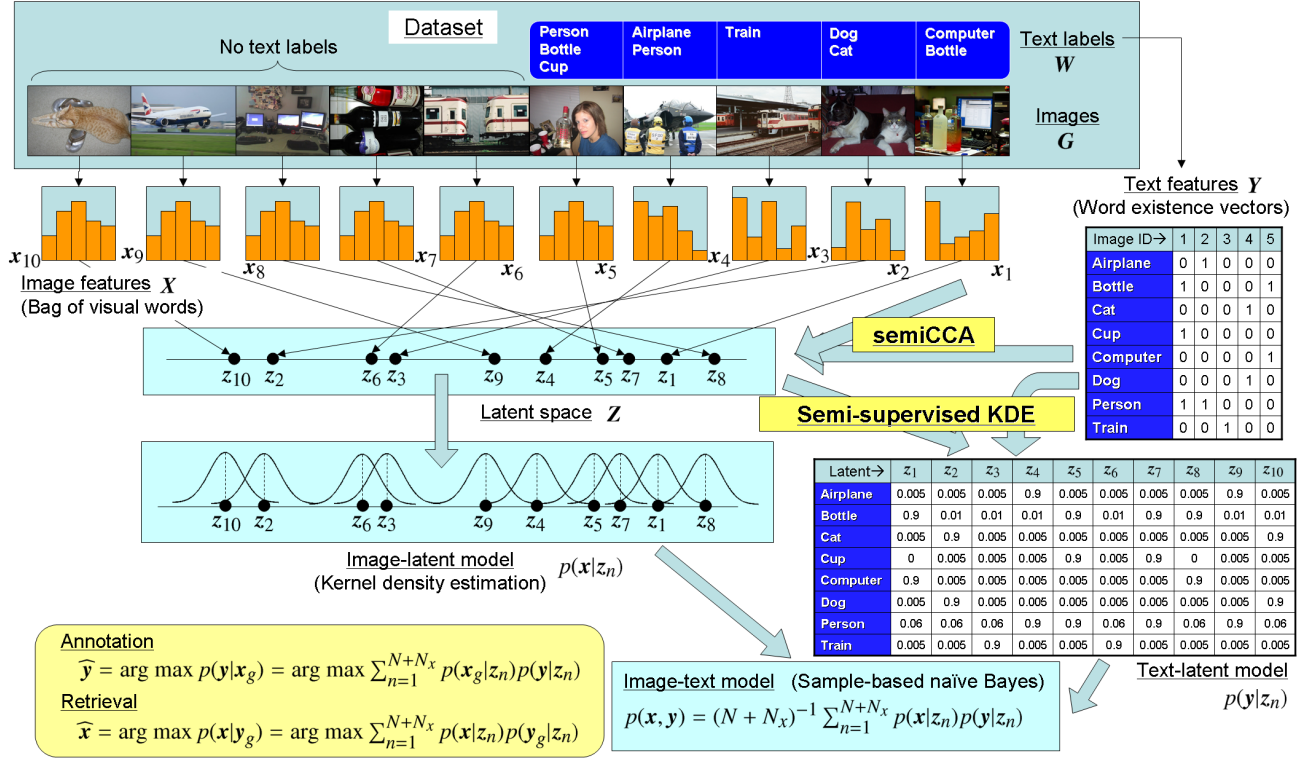 Dataset
No text labels
Person
Bottle
Cup
Airplane
Person
Train
Dog
Cat
Computer
Bottle
Text labels
W
Images
G
x10 x9 x8 x7 x6 x5 x4 x3 x2 x1
Image features X
(Bag of visual words)
Text features Y
(Word existence vectors)
Image ID→ 1 2 3 4 5
Airplane 0 1 0 0 0
Bottle 1 0 0 0 1
Cat 0 0 0 1 0
Cup 1 0 0 0 0
Computer 0 0 0 0 1
Dog 0 0 0 1 0
Person 1 1 0 0 0
Train 0 0 1 0 0
semiCCA
z10 z2 z6 z3 z9 z4 z5 z7 z1 z8
Latent space Z
Semi-supervised KDE
z10 z2 z6 z3 z9 z4 z5 z7 z1 z8
Image-latent model
(Kernel density estimation)
p(x|zn)
Latent→ z1 z2 z3 z4 z5 z6 z7 z8 z9 z10
Airplane 0.005 0.005 0.005 0.9 0.005 0.005 0.005 0.005 0.9 0.005
Bottle 0.9 0.01 0.01 0.01 0.9 0.01 0.9 0.9 0.01 0.01
Cat 0.005 0.9 0.005 0.005 0.005 0.005 0.005 0.005 0.005 0.9
Cup 0 0.005 0.005 0.005 0.9 0.005 0.9 0 0.005 0.005
Computer 0.9 0.005 0.005 0.005 0.005 0.005 0.005 0.9 0.005 0.005
Dog 0.005 0.9 0.005 0.005 0.005 0.005 0.005 0.005 0.005 0.9
Person 0.06 0.06 0.06 0.9 0.9 0.06 0.9 0.06 0.9 0.06
Train 0.005 0.005 0.9 0.005 0.005 0.9 0.005 0.005 0.005 0.005
Text-latent model
p(y|zn)
Annotation
ŷ = arg max p(y|xg) = arg max ∑n=1^N+Nx p(xg|zn)p(y|zn)
Retrieval
x̂ = arg max p(x|yg) = arg max ∑n=1^N+Nx p(x|zn)p(yg|zn)
Image-text model (Sample-based naïve Bayes)
p(x, y) = (N + Nx)^−1 ∑n=1^N+Nx p(x|zn)p(y|zn)